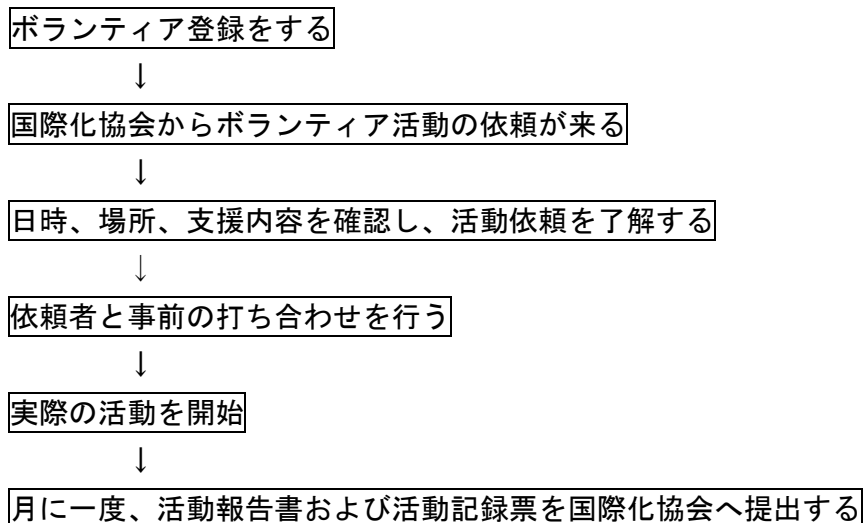 ボランティア登録をする
↓
国際化協会からボランティア活動の依頼が来る
↓
日時、場所、支援内容を確認し、活動依頼を了解する
↓
依頼者と事前の打ち合わせを行う
↓
実際の活動を開始
↓
月に一度、活動報告書および活動記録票を国際化協会へ提出する